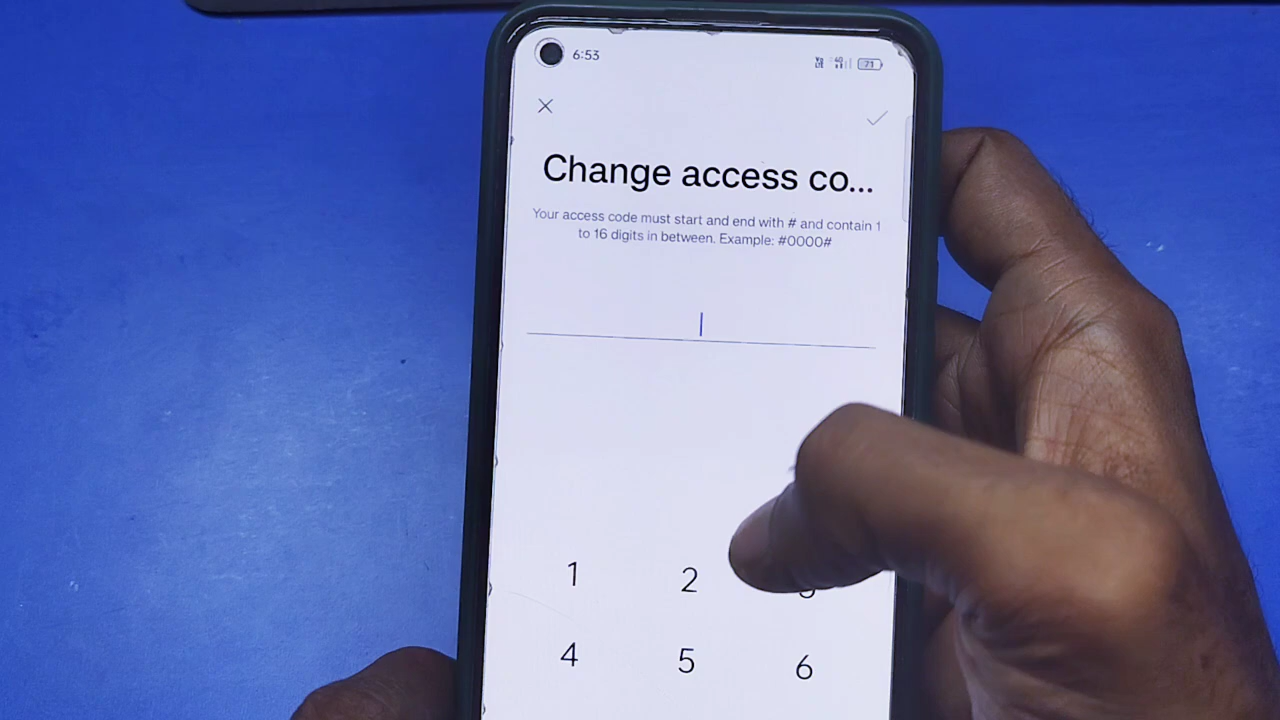 6:53
71
Change access co...
Your access code must start and end with # and contain 1
to 16 digits in between. Example: #0000#
1 2
4 5 6